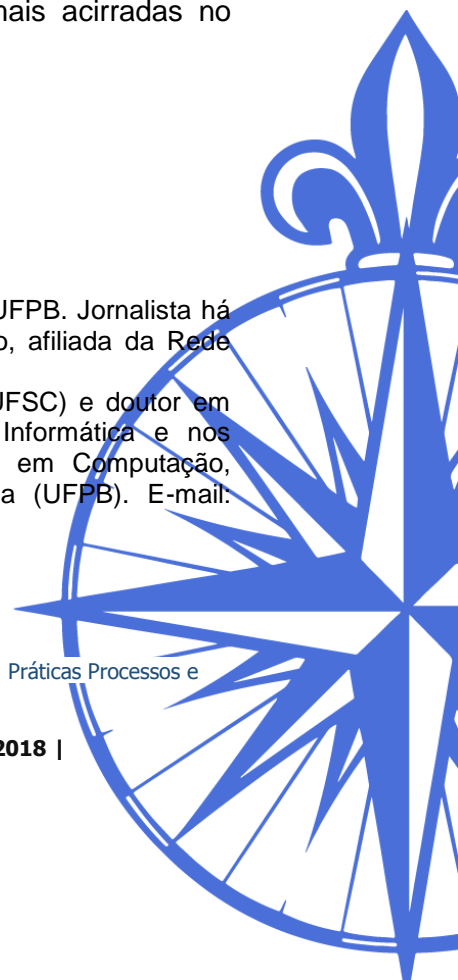 nais acirradas no
UFPB. Jornalista há
o, afiliada da Rede
UFSC) e doutor em
Informática e nos
em Computação,
a (UFPB). E-mail:
Práticas Processos e
2018 |